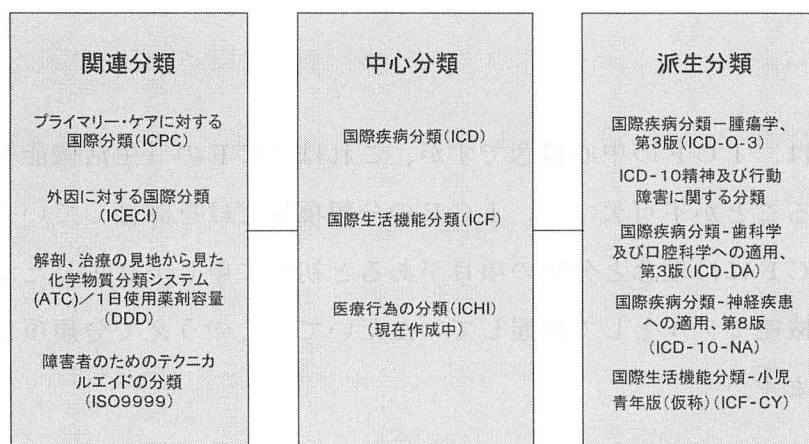 関連分類
プライマリー・ケアに対する
国際分類(ICPC)
外因に対する国際分類
(ICECI)
解剖、治療の見地から見た
化学物質分類システム
(ATC)／1日使用薬剤容量
(DDD)
障害者のためのテクニカ
ルエイドの分類
(ISO9999)
中心分類
国際疾病分類(ICD)
国際生活機能分類(ICF)
医療行為の分類(ICHI)
(現在作成中)
派生分類
国際疾病分類－腫瘍学、
第3版(ICD-O-3)
ICD-10精神及び行動
障害に関する分類
国際疾病分類-歯科学
及び口腔科学への適用、
第3版(ICD-DA)
国際疾病分類-神経疾患
への適用、第8版
(ICD-10-NA)
国際生活機能分類-小児
青年版(仮称)(ICF-CY)